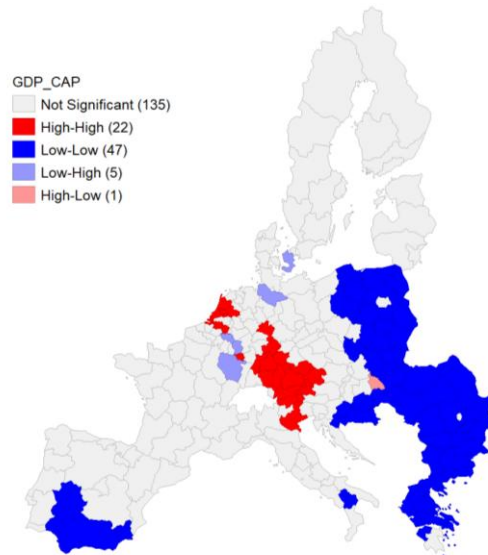 GDP_CAP
Not Significant (135)
High-High (22)
Low-Low (47)
Low-High (5)
High-Low (1)